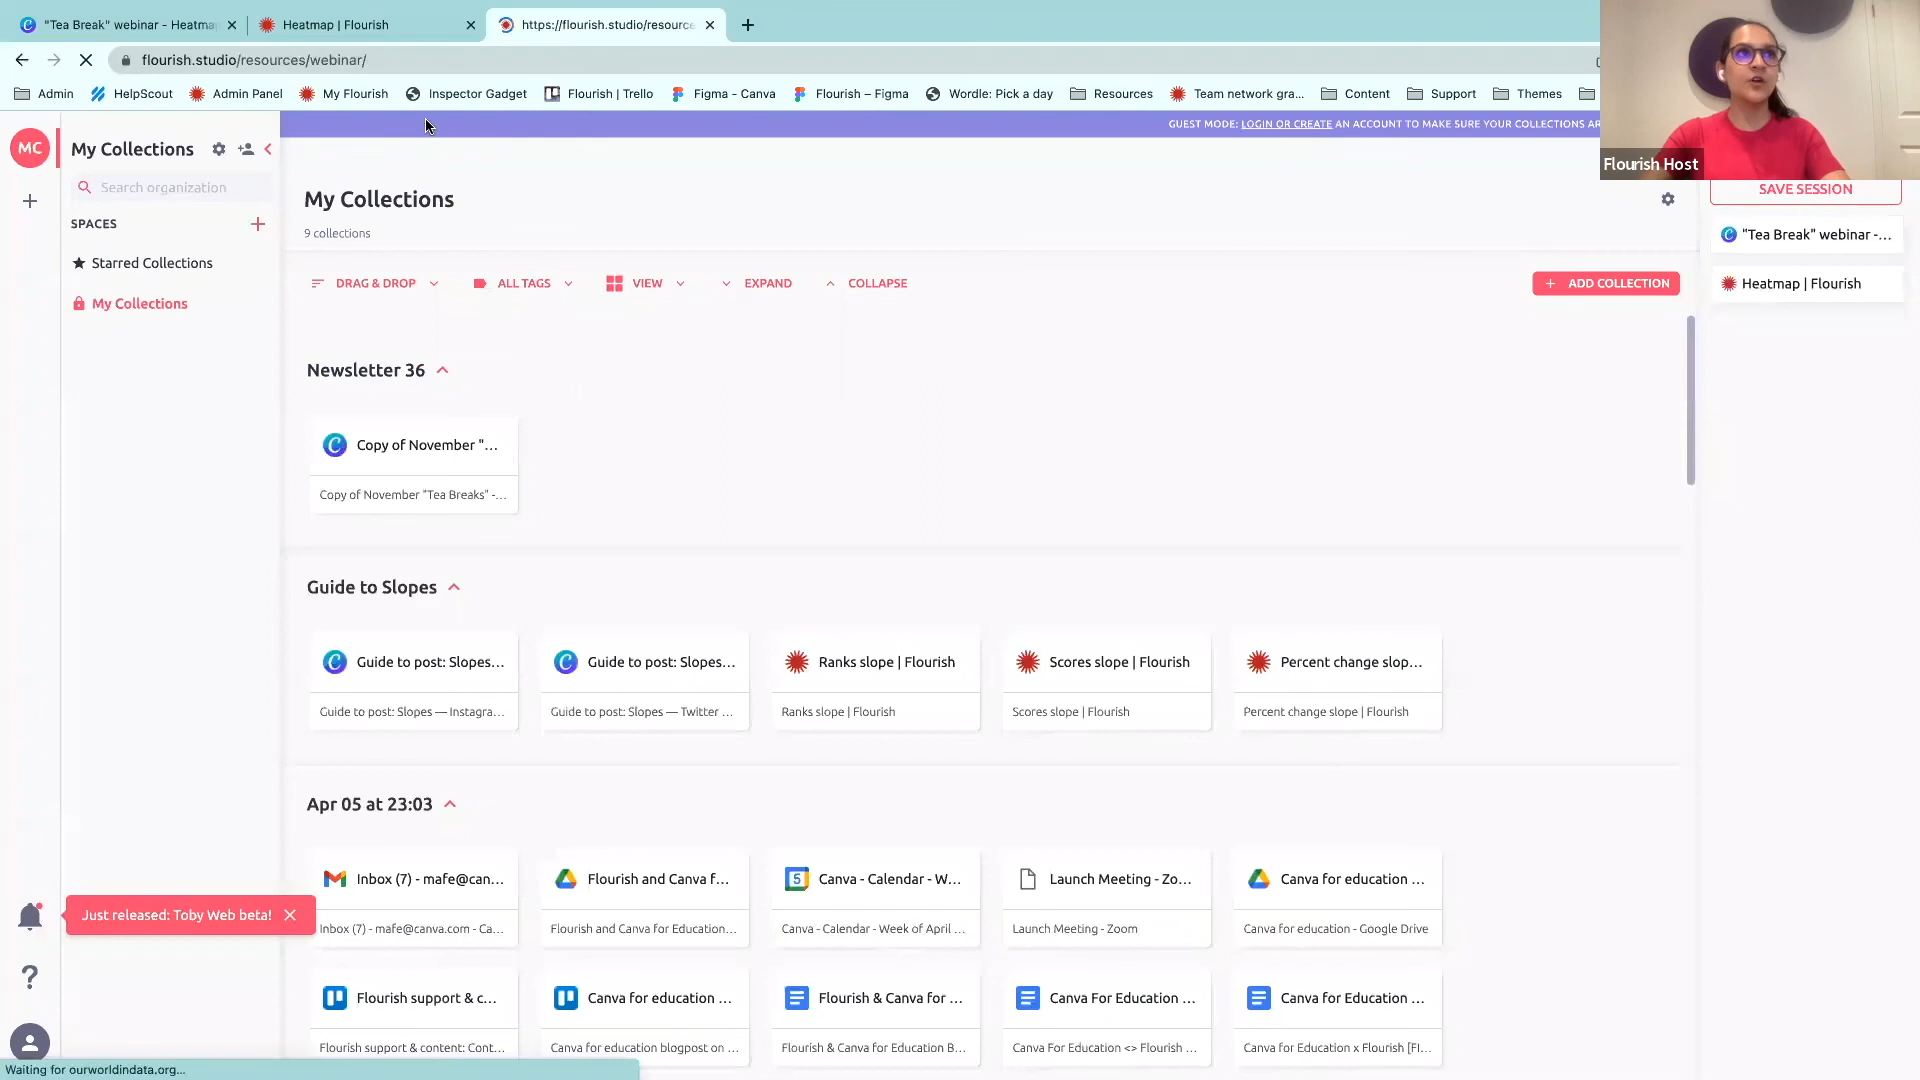 "Tea Break" webinar - Heatma
Heatmap | Flourish
https://flourish.studio/resource
flourish.studio/resources/webinar/
Admin
HelpScout
Admin Panel
My Flourish
Inspector Gadget
Flourish | Trello
Figma - Canva
Flourish – Figma
Wordle: Pick a day
Resources
Team network gra...
Content
Support
Themes
GUEST MODE: LOGIN OR CREATE AN ACCOUNT TO MAKE SURE YOUR COLLECTIONS AR
Flourish Host
MC
My Collections
Search organization
SPACES
Starred Collections
My Collections
My Collections
9 collections
DRAG & DROP
ALL TAGS
VIEW
EXPAND
COLLAPSE
ADD COLLECTION
SAVE SESSION
"Tea Break" webinar -...
Heatmap | Flourish
Newsletter 36
Copy of November "...
Copy of November "Tea Breaks" -...
Guide to Slopes
Guide to post: Slopes...
Guide to post: Slopes...
Ranks slope | Flourish
Scores slope | Flourish
Percent change slop...
Guide to post: Slopes — Instagra...
Guide to post: Slopes — Twitter ...
Ranks slope | Flourish
Scores slope | Flourish
Percent change slope | Flourish
Apr 05 at 23:03
Inbox (7) - mafe@can...
Flourish and Canva f...
Canva - Calendar - W...
Launch Meeting - Zo...
Canva for education ...
Inbox (7) - mafe@canva.com - Ca...
Flourish and Canva for Education...
Canva - Calendar - Week of April ...
Launch Meeting - Zoom
Canva for education - Google Drive
Just released: Toby Web beta!
Flourish support & c...
Canva for education ...
Flourish & Canva for ...
Canva For Education ...
Canva for Education ...
Flourish support & content: Cont...
Canva for education blogpost on ...
Flourish & Canva for Education B...
Canva For Education <> Flourish ...
Canva for Education x Flourish [FI...
Waiting for ourworldindata.org...